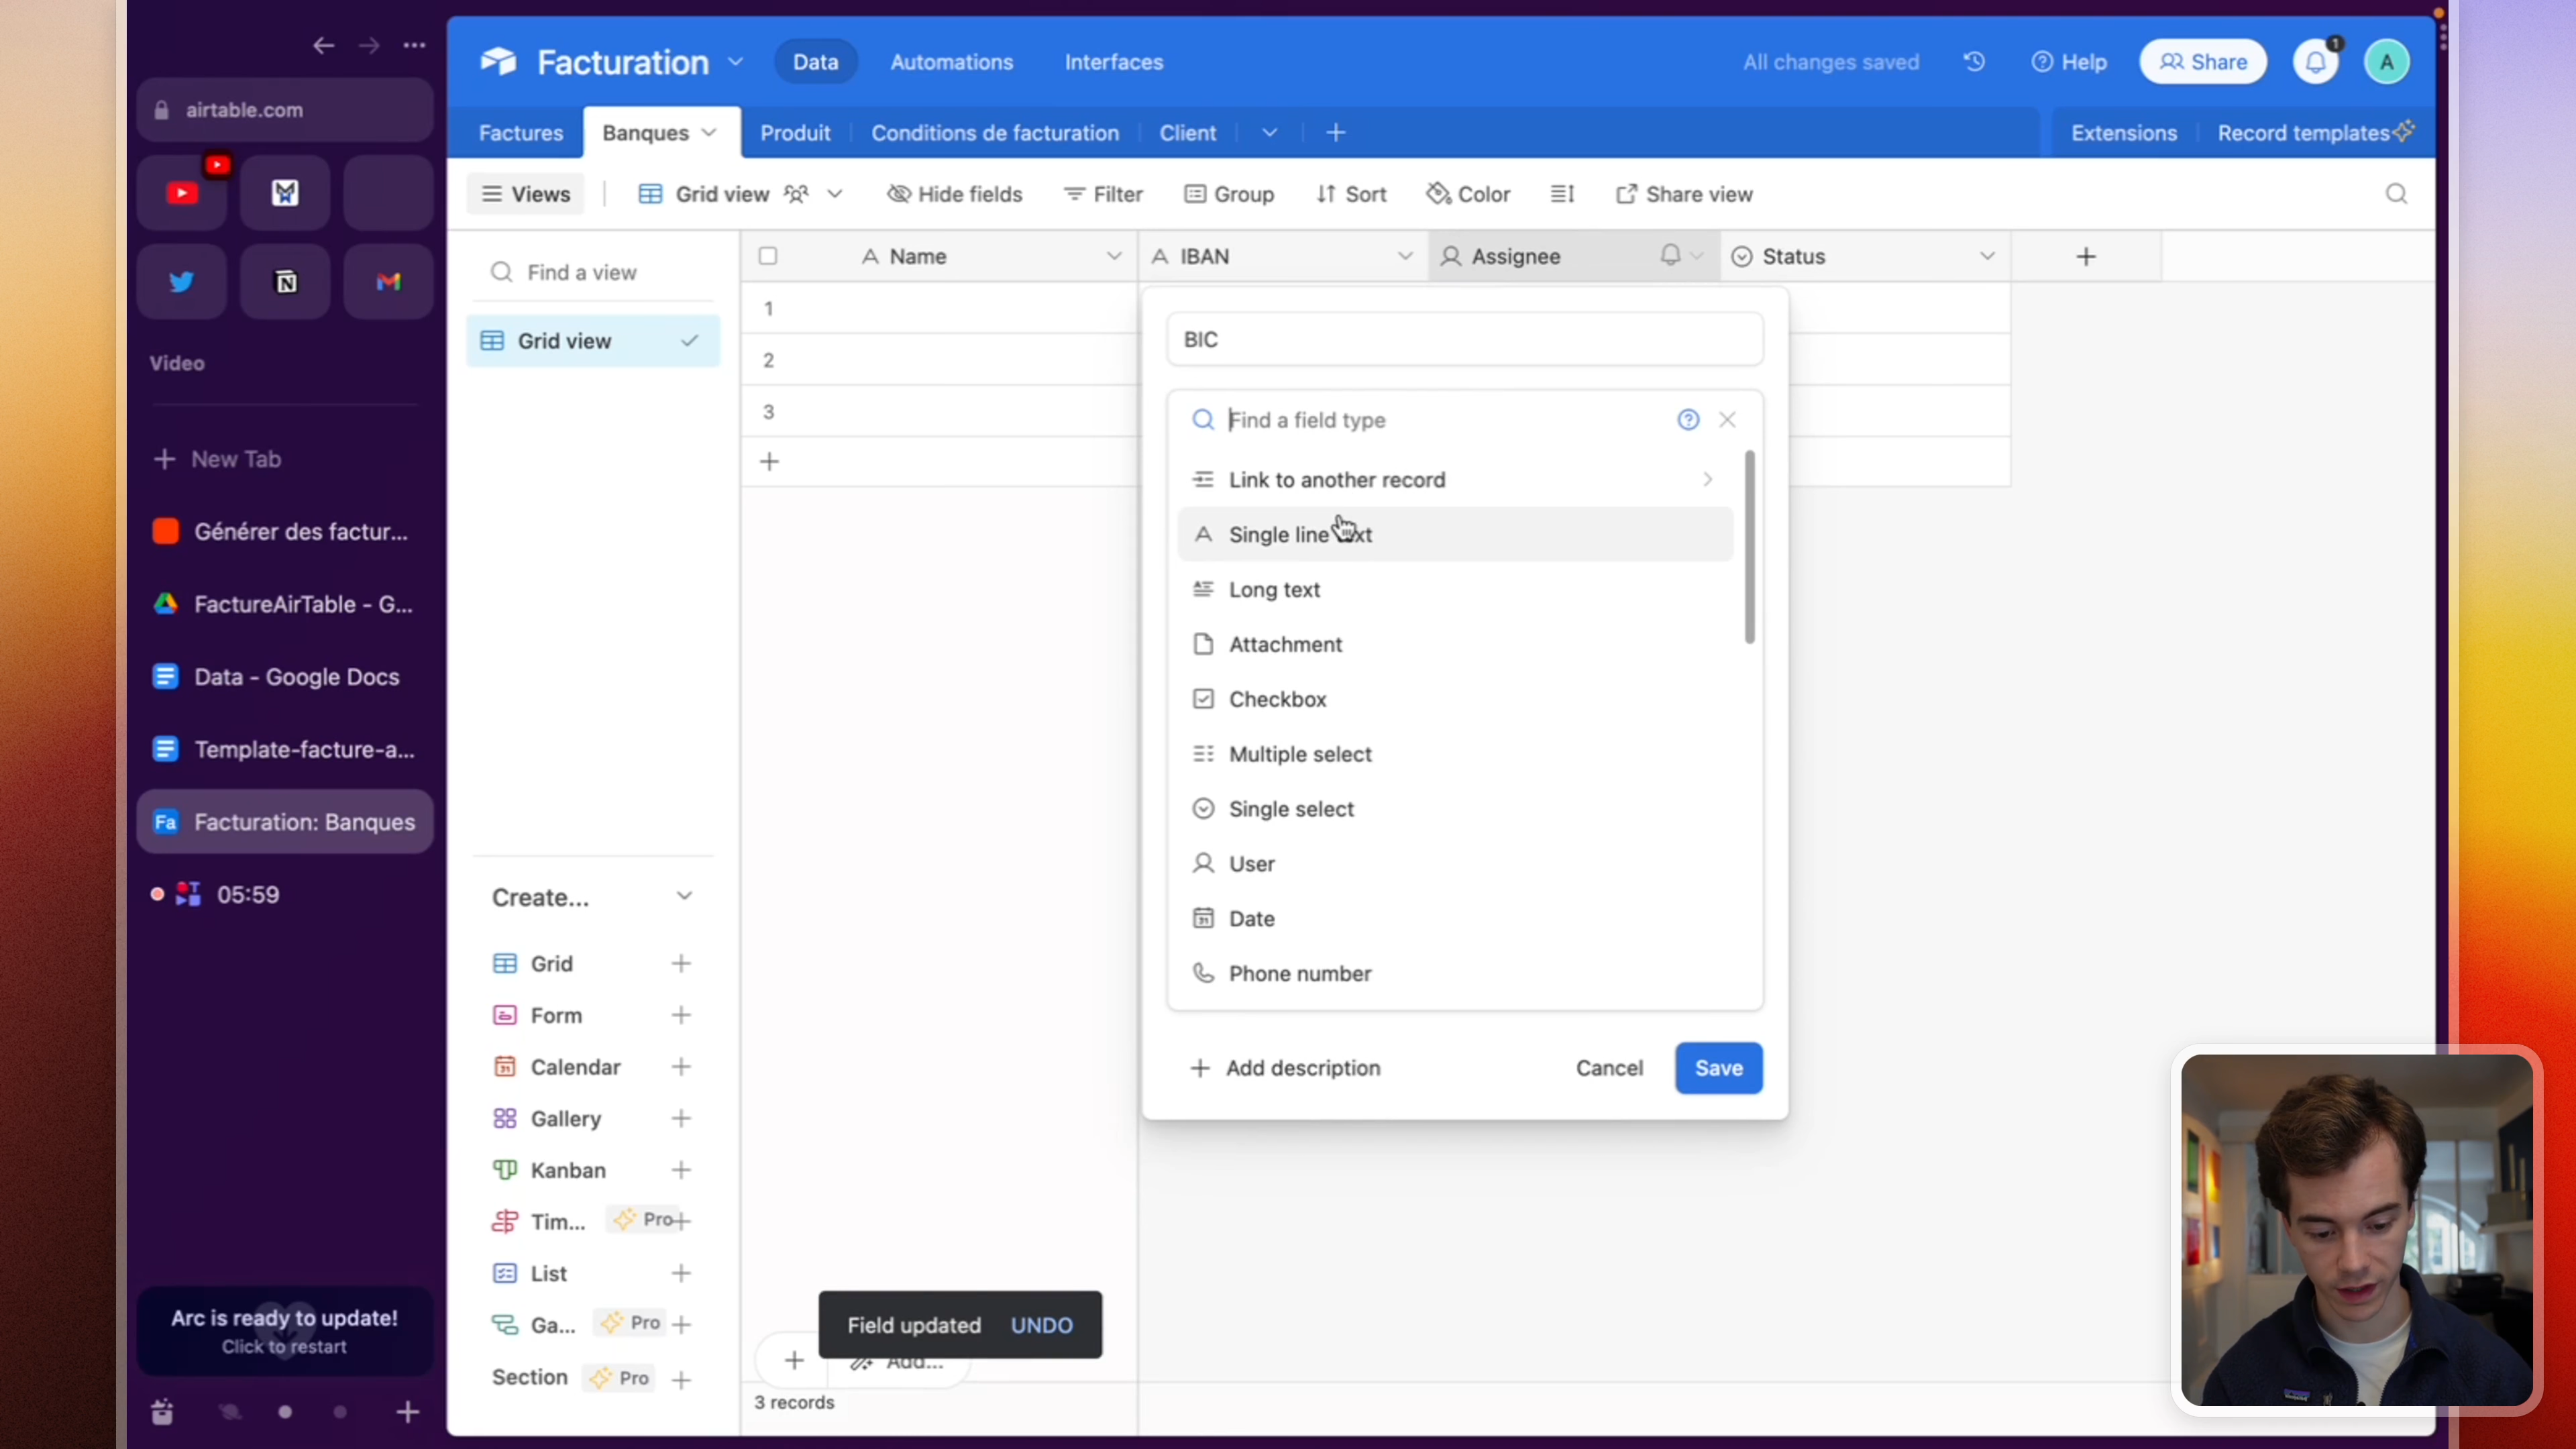 airtable.com
Video
New Tab
Générer des factur...
FactureAirTable - G...
Data - Google Docs
Template-facture-a...
Fa Facturation: Banques
05:59
Arc is ready to update!
Click to restart
Facturation
Data
Automations
Interfaces
All changes saved
Help
Share
1
A
Factures
Banques
Produit
Conditions de facturation
Client
Extensions
Record templates
Views
Grid view
Hide fields
Filter
Group
Sort
Color
Share view
Find a view
Grid view
Create...
Grid
Form
Calendar
Gallery
Kanban
Tim... Pro
List
Ga... Pro
Section Pro
Name
IBAN
Assignee
Status
1
2
3
BIC
Find a field type
Link to another record
Single line text
Long text
Attachment
Checkbox
Multiple select
Single select
User
Date
Phone number
Add description
Cancel
Save
Field updated UNDO
Add...
3 records